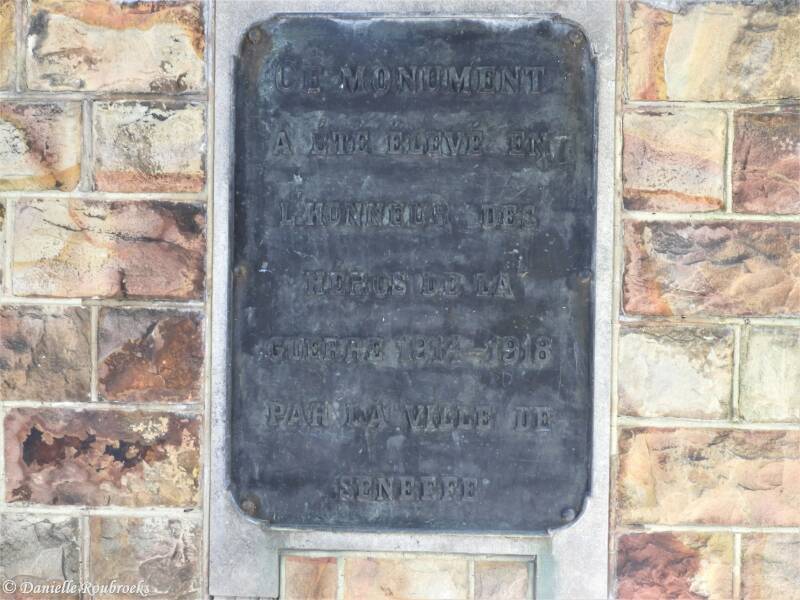 CE MONUMENT
A ÉTÉ ÉLEVÉ EN
L'HONNEUR DES
HÉROS DE LA
GUERRE 1914-1918
PAR LA VILLE DE
SENEFFE
© Danielle Roubroeks